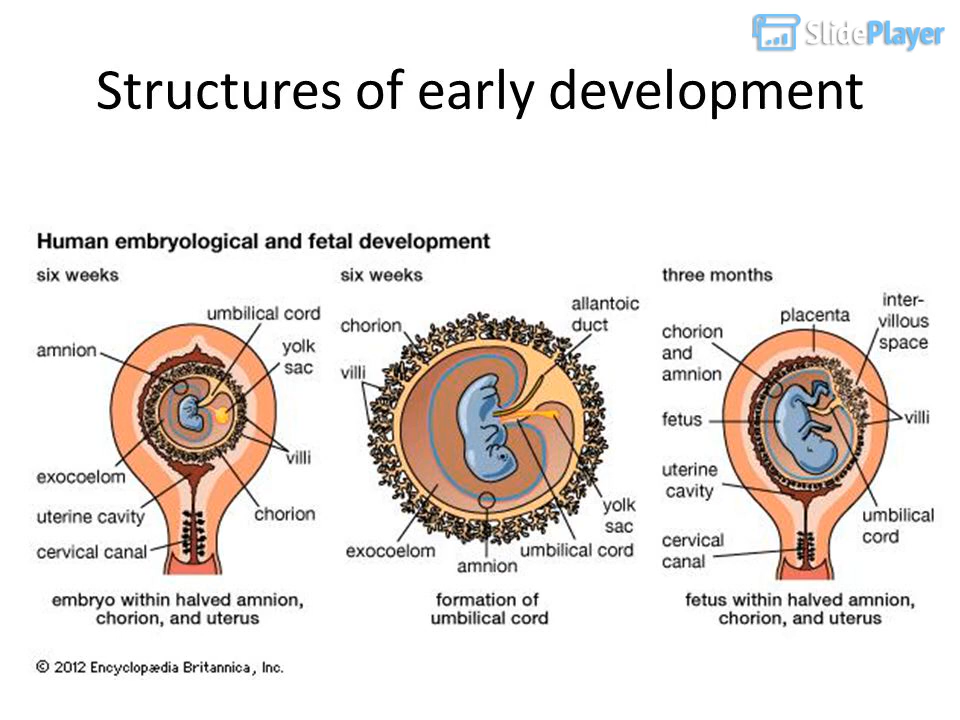 SlidePlayer
Structures of early development
Human embryological and fetal development
six weeks
umbilical cord
amnion
yolk
sac
villi
exocoelom
uterine cavity
chorion
cervical canal
embryo within halved amnion,
chorion, and uterus
six weeks
allantoic
duct
chorion
villi
yolk
sac
exocoelom
umbilical cord
amnion
formation of
umbilical cord
three months
inter-
villous
space
placenta
chorion
and
amnion
fetus
villi
uterine
cavity
umbilical
cord
cervical
canal
fetus within halved amnion,
chorion, and uterus
© 2012 Encyclopædia Britannica, Inc.